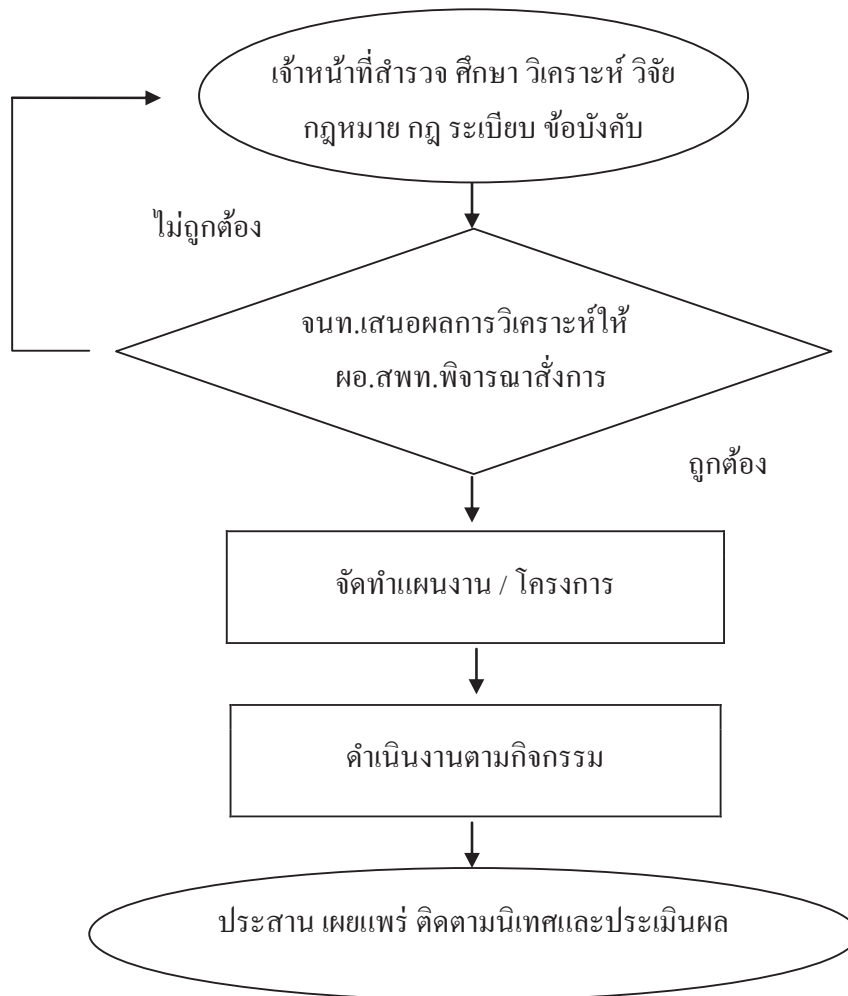 เจ้าหน้าที่สำรวจ ศึกษา วิเคราะห์ วิจัย
กฎหมาย กฎ ระเบียบ ข้อบังคับ
ไม่ถูกต้อง
จนท.เสนอผลการวิเคราะห์ให้
ผอ.สพท.พิจารณาสั่งการ
ถูกต้อง
จัดทำแผนงาน / โครงการ
ดำเนินงานตามกิจกรรม
ประสาน เผยแพร่ ติดตามนิเทศและประเมินผล